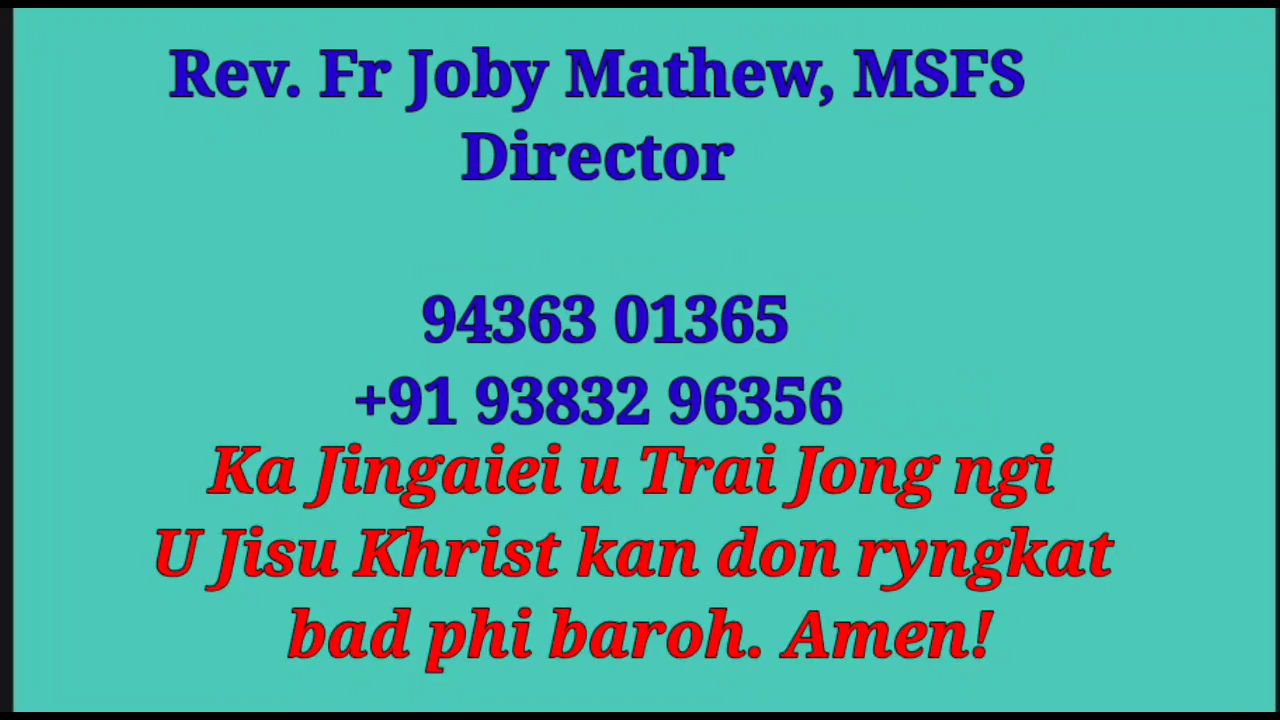 Rev. Fr Joby Mathew, MSFS
Director
94363 01365
+91 93832 96356
Ka Jingaiei u Trai Jong ngi
U Jisu Khrist kan don ryngkat
bad phi baroh. Amen!